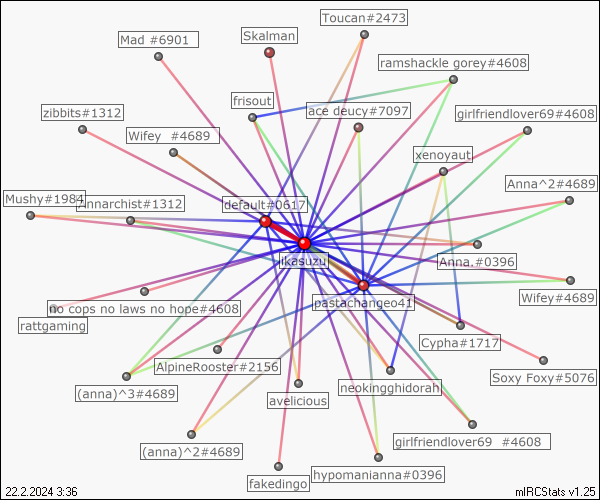 Toucan#2473
Mad #6901
Skalman
ramshackle gorey#4608
frisout
ace deucy#7097
zibbits#1312
girlfriendlover69#4608
Wifey  #4689
xenoyaut
Anna^2#4689
Mushy#1984
Annarchist#1312
default#0617
ikasuzu
Anna.#0396
pastachangeo41
Wifey#4689
no cops no laws no hope#4608
rattgaming
Cypha#1717
AlpineRooster#2156
Soxy Foxy#5076
(anna)^3#4689
neokingghidorah
avelicious
girlfriendlover69  #4608
(anna)^2#4689
hypomanianna#0396
fakedingo
22.2.2024 3:36
mIRCStats v1.25